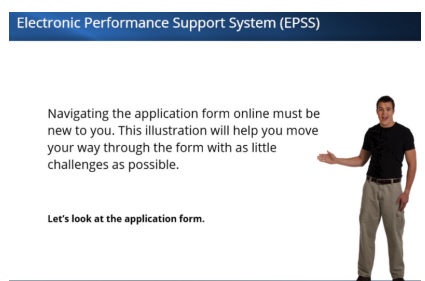 Electronic Performance Support System (EPSS)
Navigating the application form online must be
new to you. This illustration will help you move
your way through the form with as little
challenges as possible.
Let's look at the application form.